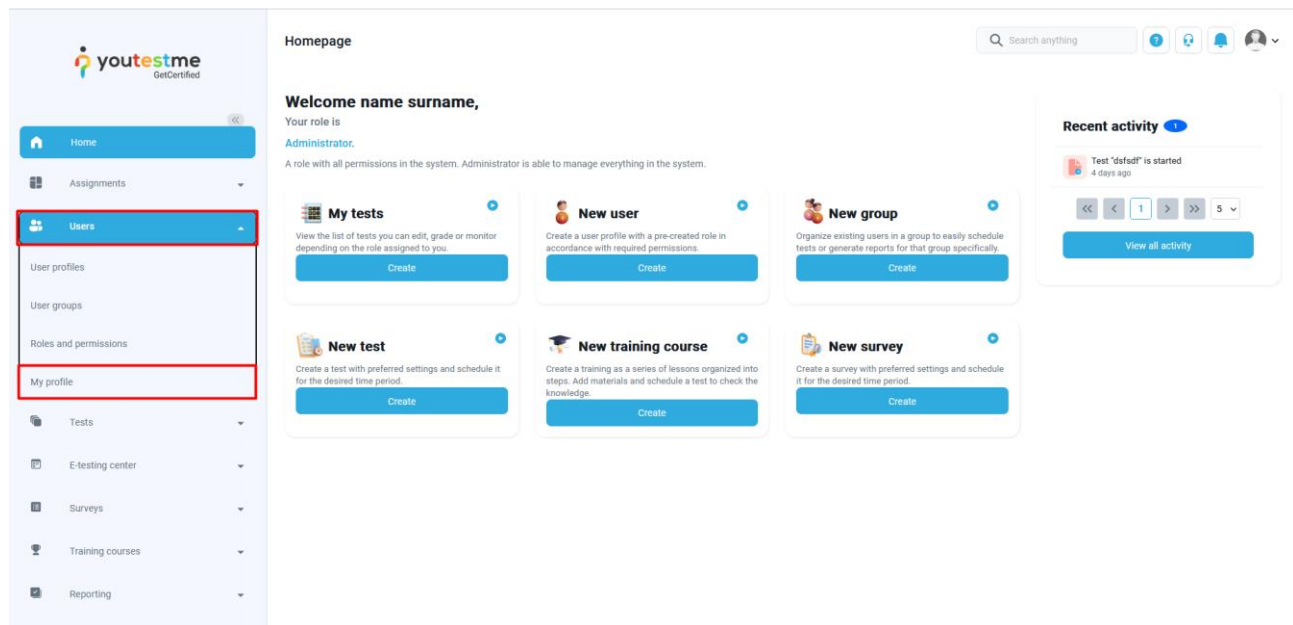 youtestme
GetCertified
Home
Assignments
Users
User profiles
User groups
Roles and permissions
My profile
Tests
E-testing center
Surveys
Training courses
Reporting
Homepage
Search anything
Welcome name surname,
Your role is
Administrator.
A role with all permissions in the system. Administrator is able to manage everything in the system.
My tests
View the list of tests you can edit, grade or monitor
depending on the role assigned to you.
Create
New user
Create a user profile with a pre-created role in
accordance with required permissions.
Create
New group
Organize existing users in a group to easily schedule
tests or generate reports for that group specifically.
Create
New test
Create a test with preferred settings and schedule it
for the desired time period.
Create
New training course
Create a training as a series of lessons organized into
steps. Add materials and schedule a test to check the
knowledge.
Create
New survey
Create a survey with preferred settings and schedule
it for the desired time period.
Create
Recent activity 1
Test "dsfsdf" is started
4 days ago
1
5
View all activity